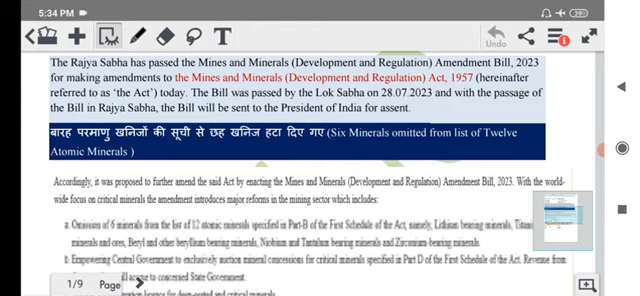 5:34 PM
39
Undo
The Rajya Sabha has passed the Mines and Minerals (Development and Regulation) Amendment Bill, 2023
for making amendments to the Mines and Minerals (Development and Regulation) Act, 1957 (hereinafter
referred to as 'the Act') today. The Bill was passed by the Lok Sabha on 28.07.2023 and with the passage of
the Bill in Rajya Sabha, the Bill will be sent to the President of India for assent.
बारह परमाणु खनिजों की सूची से छह खनिज हटा दिए गए (Six Minerals omitted from list of Twelve
Atomic Minerals )
Accordingly, it was proposed to further amend the said Act by enacting the Mines and Minerals (Development and Regulation) Amendment Bill, 2023. With the world-
wide focus on critical minerals the amendment introduces major reforms in the mining sector which includes:
a. Omission of 6 minerals from the list of 12 atomic minerals specified in Part-B of the First Schedule of the Act, namely, Lithium bearing minerals,
minerals and ores, Beryl and other beryllium bearing minerals, Niobium and Tantalum bearing minerals and Zirconium-bearing minerals.
b. Empowering Central Government to exclusively auction mineral concessions for critical minerals specified in Part D of the First Schedule of the Act. Revenue from
to concerned State Government.
1/9 Page
licence for deep-seated and critical minerals